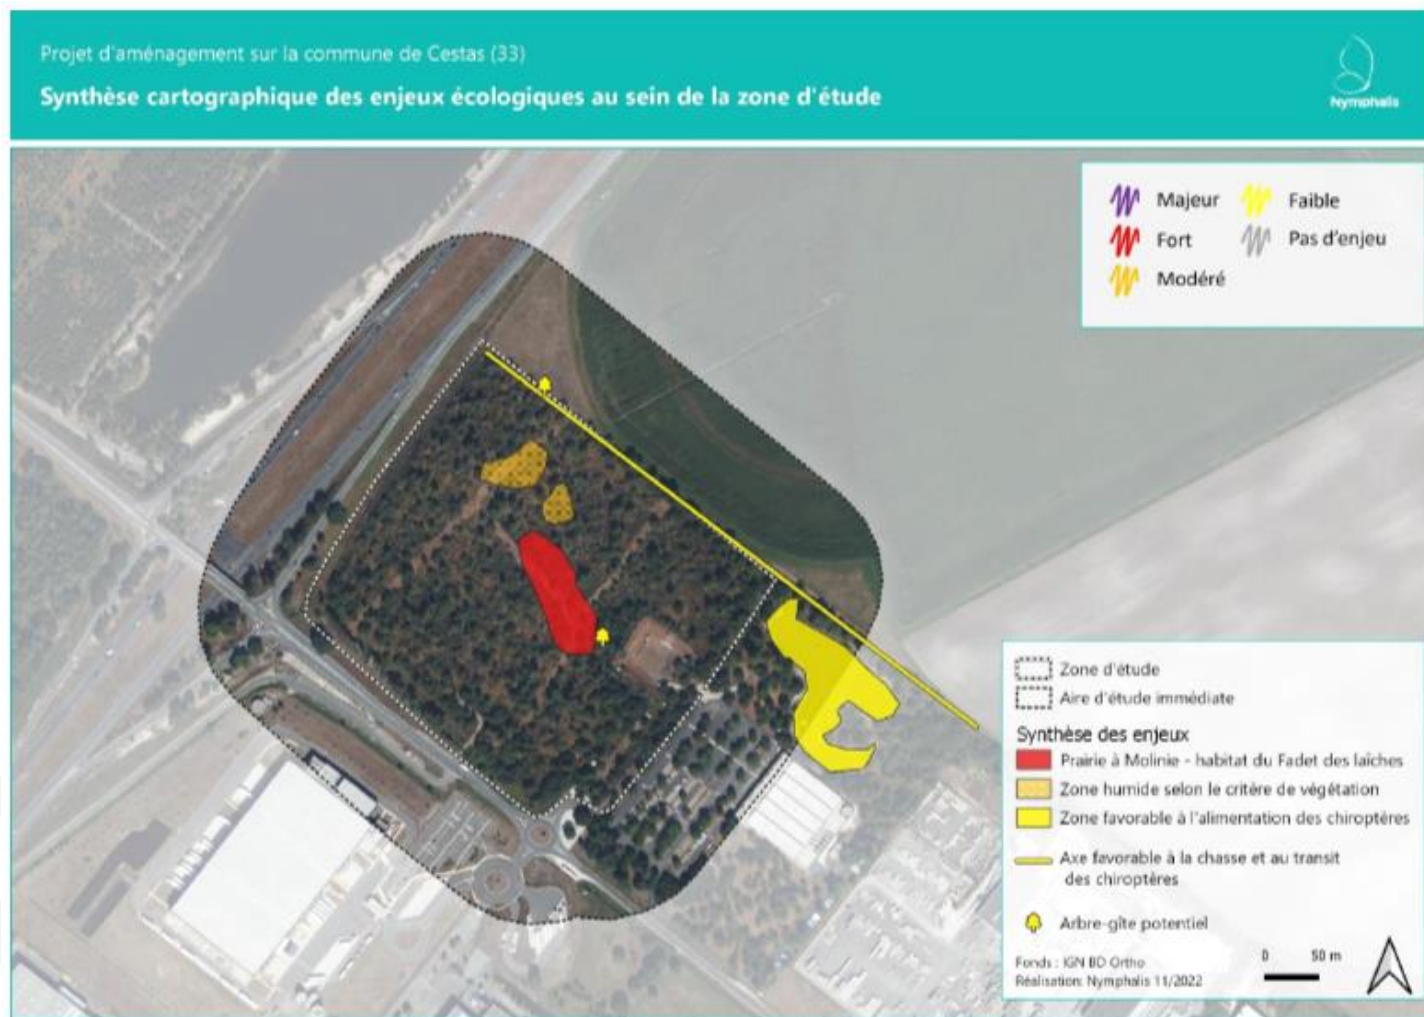 Projet d'aménagement sur la commune de Cestas (33)
Synthèse cartographique des enjeux écologiques au sein de la zone d'étude
Nymphalis
Majeur
Faible
Fort
Pas d'enjeu
Modéré
Zone d'étude
Aire d'étude immédiate
Synthèse des enjeux
Prairie à Molinie - habitat du Fadet des laîches
Zone humide selon le critère de végétation
Zone favorable à l'alimentation des chiroptères
Axe favorable à la chasse et au transit
des chiroptères
Arbre-gîte potentiel
Fonds : IGN BD Ortho
Réalisation: Nymphalis 11/2022
0 50 m